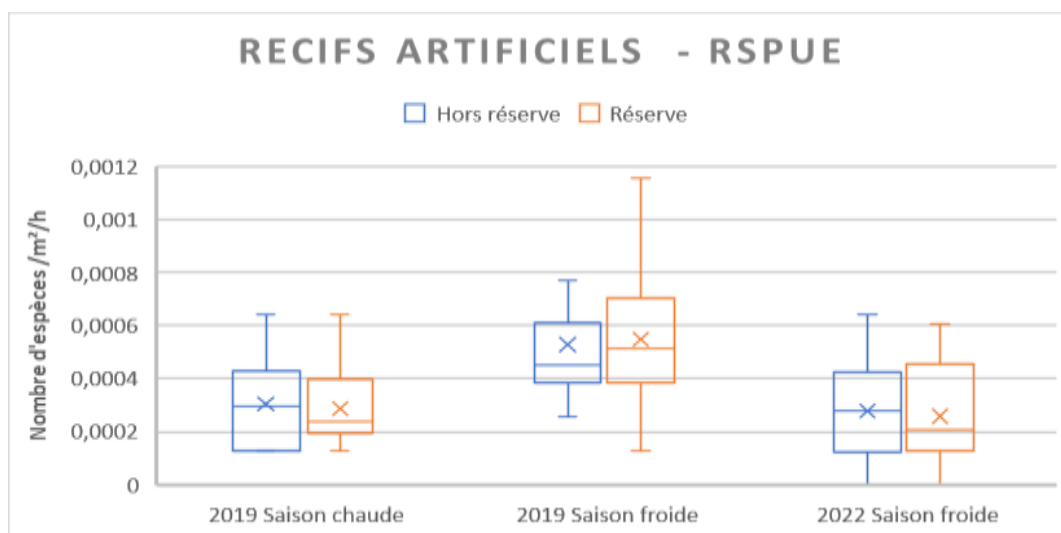 RECIFS ARTIFICIELS - RSPUE
Hors réserve Réserve
Nombre d'espèces /m²/h
0,0012
0,001
0,0008
0,0006
0,0004
0,0002
0
2019 Saison chaude 2019 Saison froide 2022 Saison froide